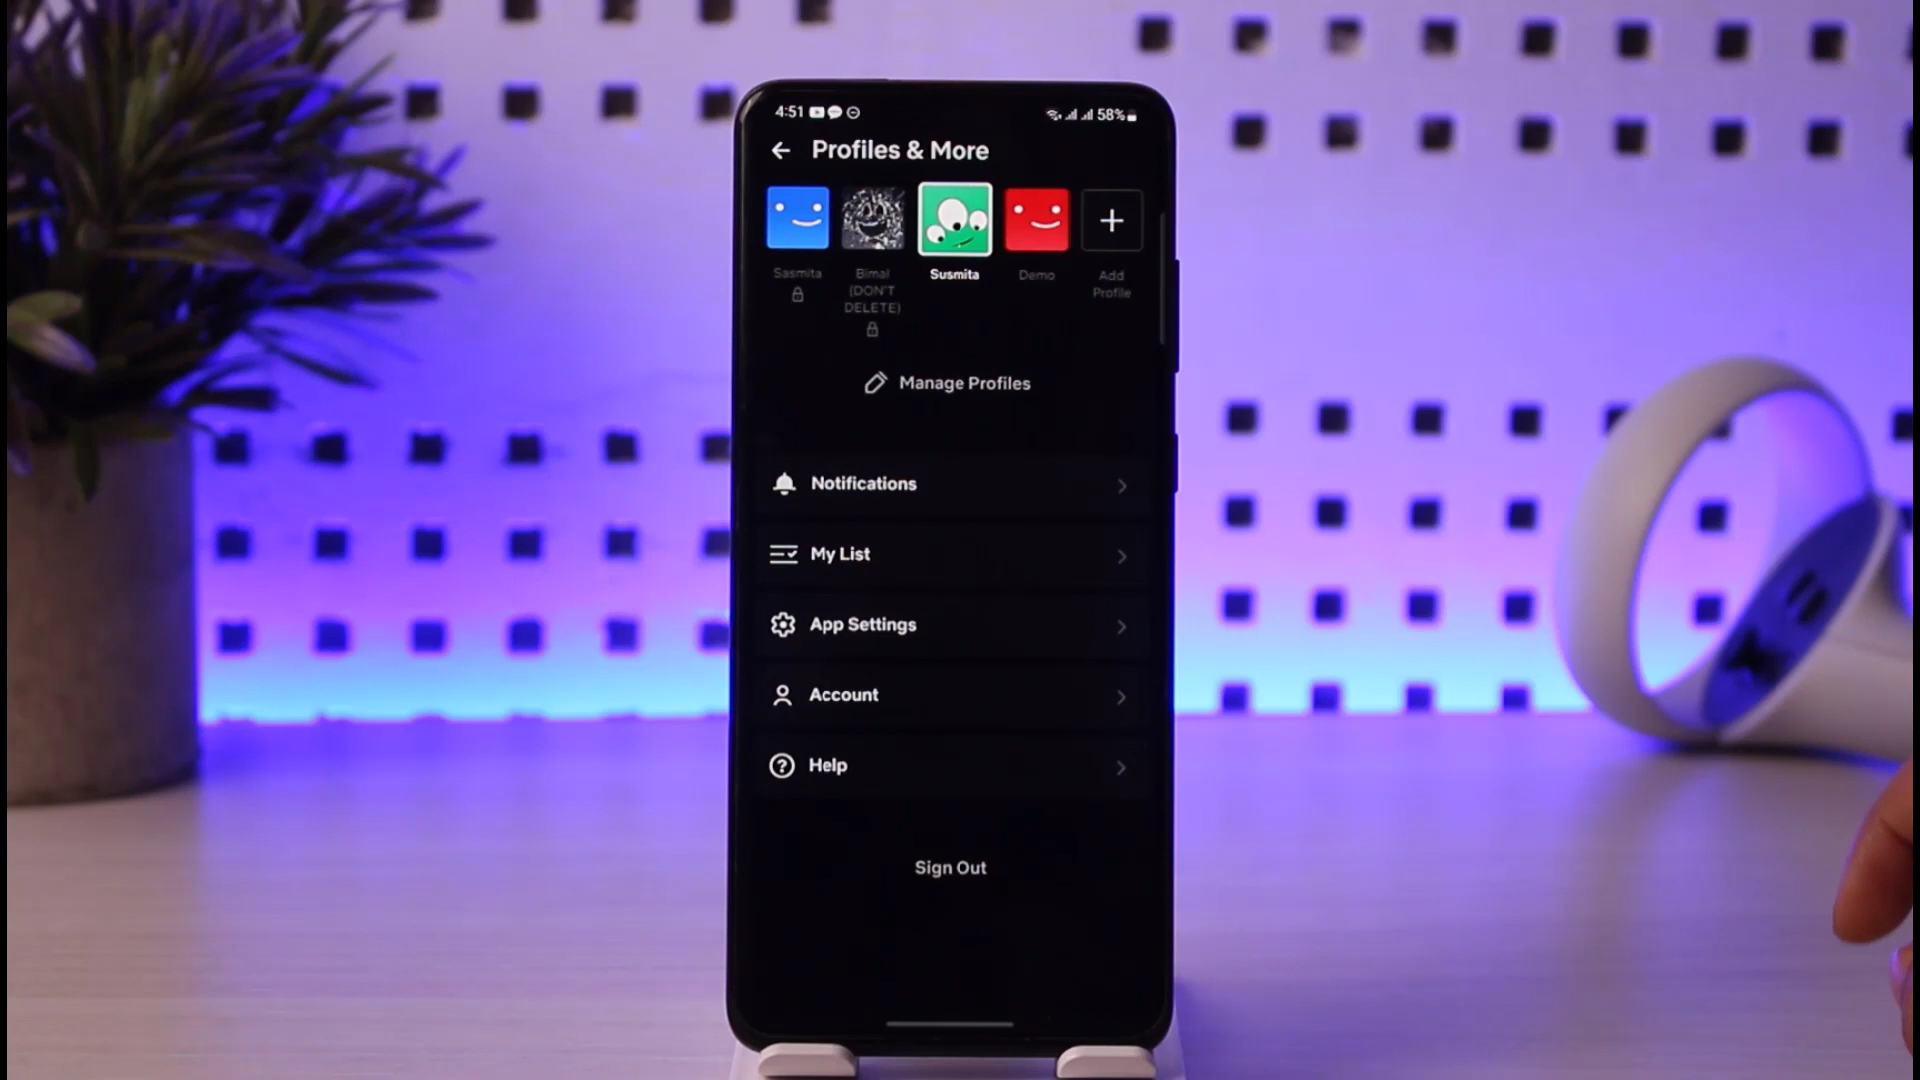 4:51 58%
Profiles & More
Sasmita
Bimal
(DON'T
DELETE)
Susmita
Demo
Add
Profile
Manage Profiles
Notifications
My List
App Settings
Account
Help
Sign Out